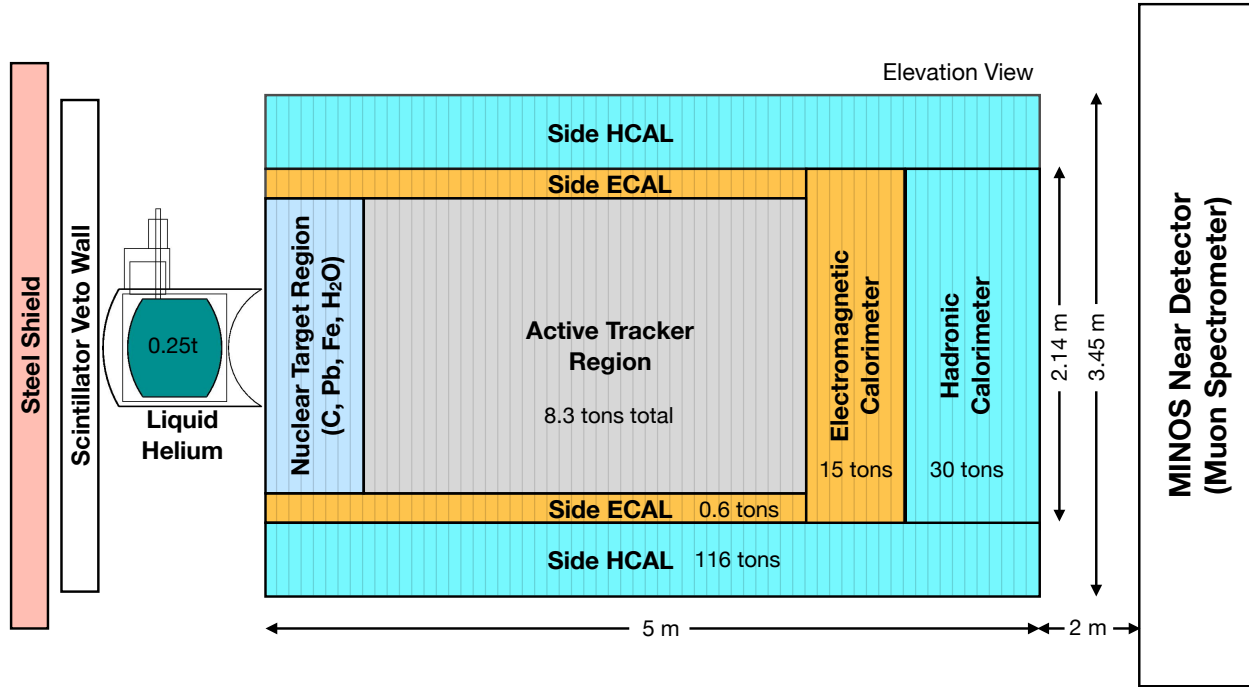 Elevation View
Steel Shield
Scintillator Veto Wall
0.25t
Liquid
Helium
Side HCAL
Side ECAL
Nuclear Target Region
(C, Pb, Fe, H₂O)
Active Tracker
Region
8.3 tons total
Electromagnetic
Calorimeter
15 tons
Hadronic
Calorimeter
30 tons
Side ECAL 0.6 tons
Side HCAL 116 tons
2.14 m
3.45 m
5 m
2 m
MINOS Near Detector
(Muon Spectrometer)